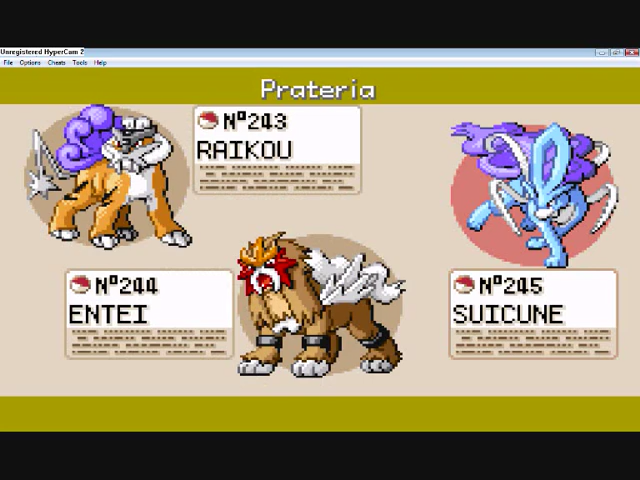 Unregistered HyperCam 2
File Options Cheats Tools Help
Prateria
Nº243
RAIKOU
Nº244
ENTEI
Nº245
SUICUNE